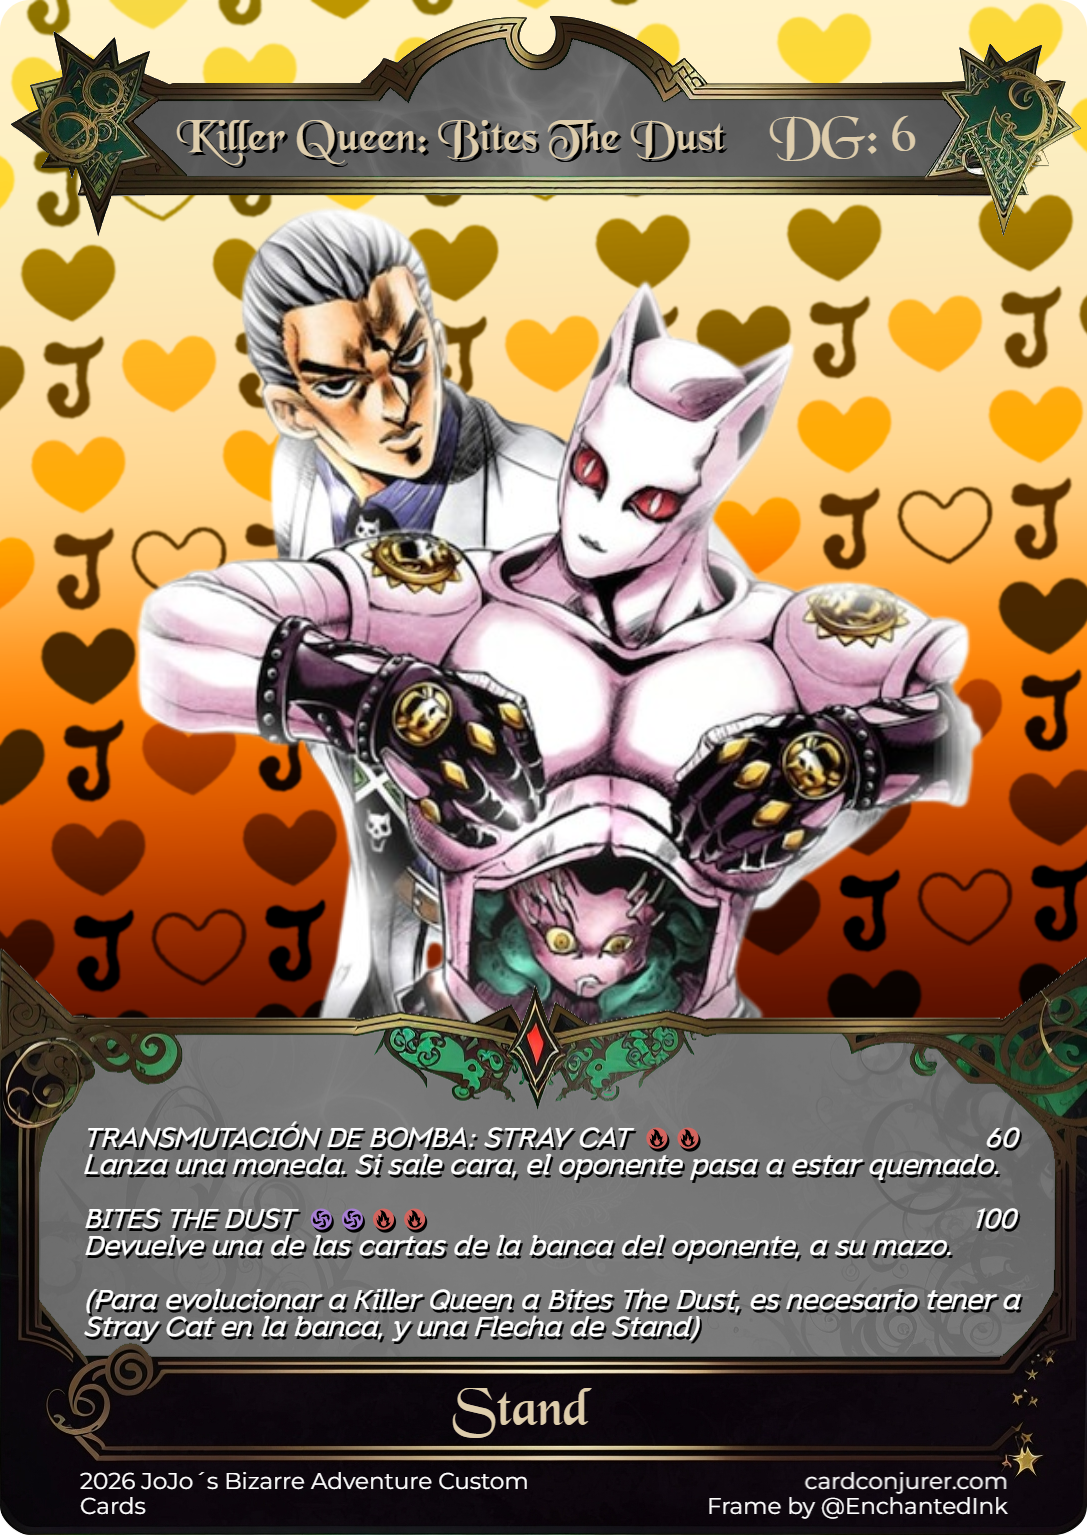 Killer Queen: Bites The Dust DG: 6
TRANSMUTACIÓN DE BOMBA: STRAY CAT 60
Lanza una moneda. Si sale cara, el oponente pasa a estar quemado.
BITES THE DUST 100
Devuelve una de las cartas de la banca del oponente, a su mazo.
(Para evolucionar a Killer Queen a Bites The Dust, es necesario tener a
Stray Cat en la banca, y una Flecha de Stand)
Stand
2026 JoJo´s Bizarre Adventure Custom
Cards
cardconjurer.com
Frame by @EnchantedInk